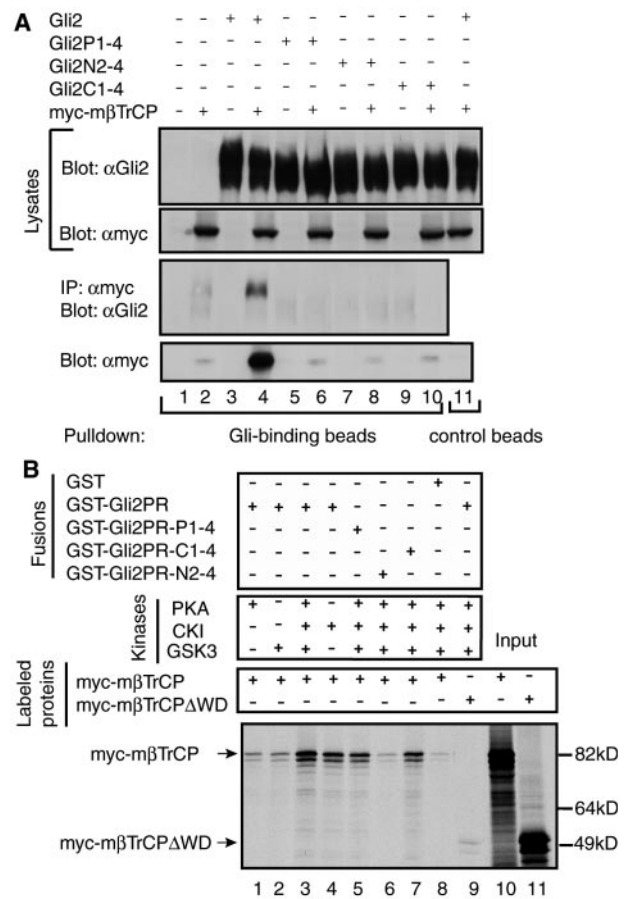 A
Gli2 – – + + – – – – – – +
Gli2P1-4 – – – – + + – – – – –
Gli2N2-4 – – – – – – + + – – –
Gli2C1-4 – – – – – – – – + + –
myc-mβTrCP – + – + – + – + – + +
Lysates
Blot: αGli2
Blot: αmyc
IP: αmyc
Blot: αGli2
Blot: αmyc
1 2 3 4 5 6 7 8 9 10 11
Pulldown: Gli-binding beads control beads
B
Fusions
GST – – – – – – – + –
GST-Gli2PR + + + + – – – – +
GST-Gli2PR-P1-4 – – – – + – – – –
GST-Gli2PR-C1-4 – – – – – – + – –
GST-Gli2PR-N2-4 – – – – – + – – –
Kinases
PKA + – + – + + + + +
CKI – – + + + + + + +
GSK3 – + + + + + + + +
Input
Labeled
proteins
myc-mβTrCP + + + + + + + + – + –
myc-mβTrCPΔWD – – – – – – – – + – +
myc-mβTrCP
82kD
64kD
myc-mβTrCPΔWD
49kD
1 2 3 4 5 6 7 8 9 10 11